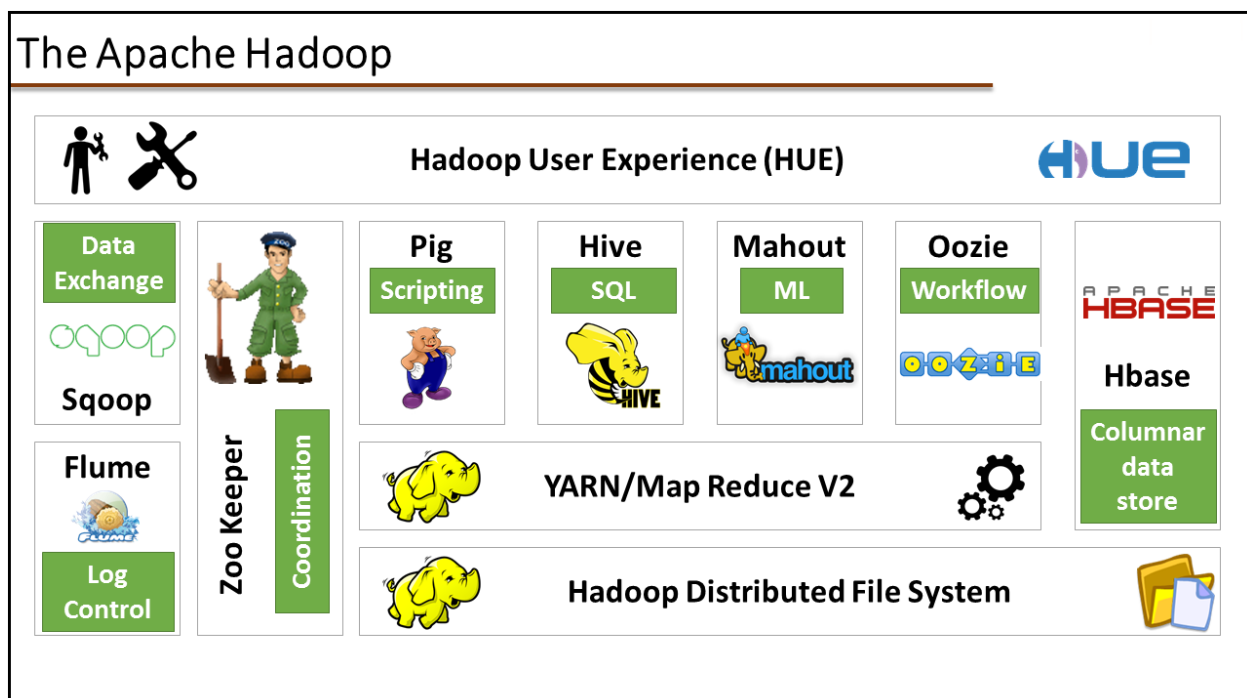 The Apache Hadoop
Hadoop User Experience (HUE)
HUE
Data
Exchange
sqoop
Sqoop
Flume
FLUME
Log
Control
ZOO
Zoo Keeper
Coordination
Pig
Scripting
Hive
SQL
HIVE
Mahout
ML
mahout
Oozie
Workflow
OOZiE
APACHE
HBASE
Hbase
Columnar
data
store
YARN/Map Reduce V2
Hadoop Distributed File System